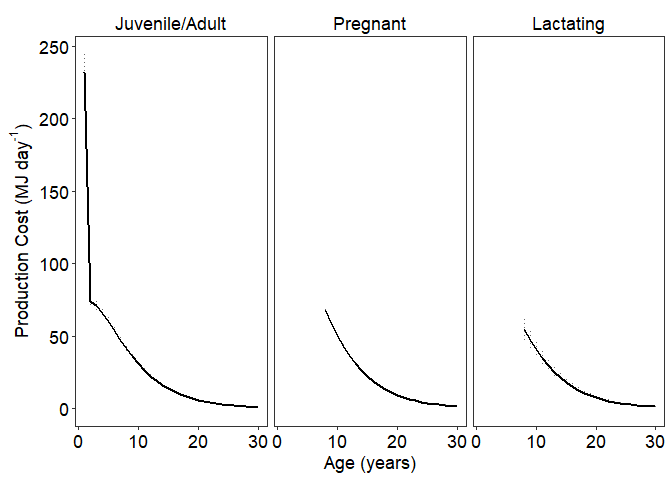 Juvenile/Adult Pregnant Lactating
Production Cost (MJ day⁻¹)
250
200
150
100
50
0
0 10 20 30 0 10 20 30 0 10 20 30
Age (years)